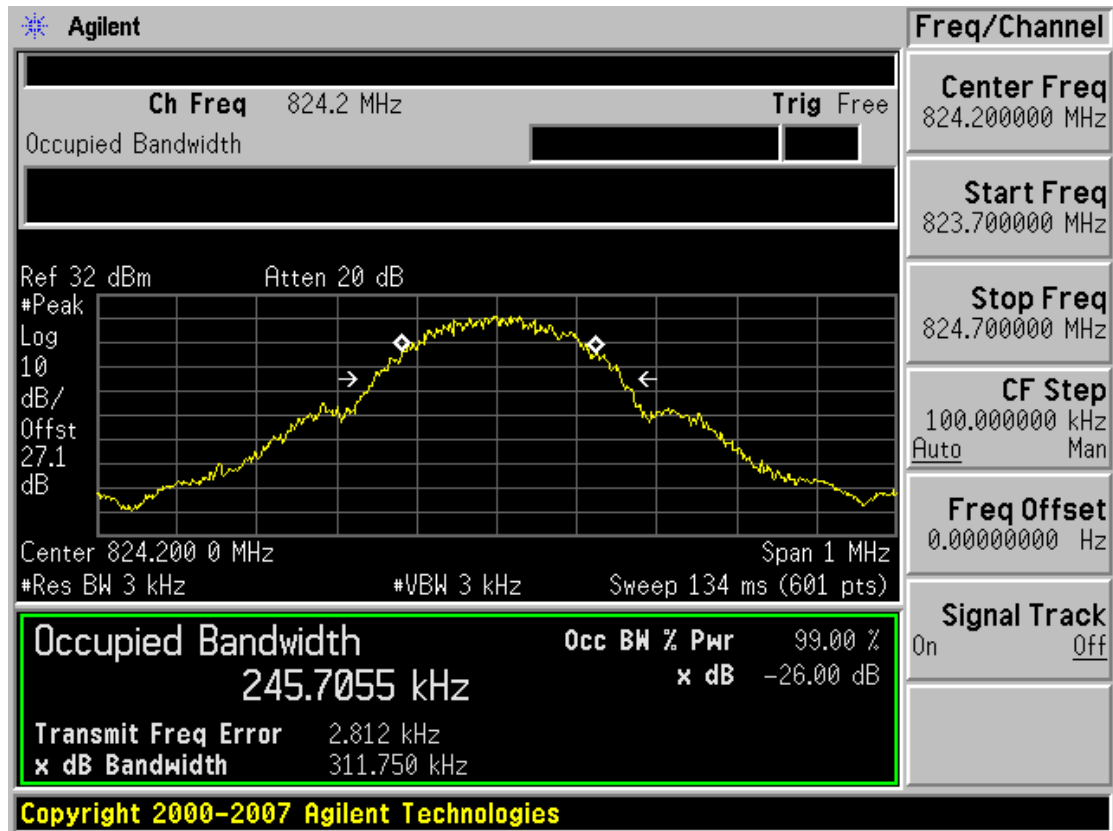 Agilent
Freq/Channel
Ch Freq 824.2 MHz Trig Free
Occupied Bandwidth
Center Freq
824.200000 MHz
Start Freq
823.700000 MHz
Stop Freq
824.700000 MHz
CF Step
100.000000 kHz
Auto Man
Freq Offset
0.00000000 Hz
Signal Track
On Off
Ref 32 dBm Atten 20 dB
#Peak
Log
10
dB/
Offst
27.1
dB
Center 824.200 0 MHz Span 1 MHz
#Res BW 3 kHz #VBW 3 kHz Sweep 134 ms (601 pts)
Occupied Bandwidth Occ BW % Pwr 99.00 %
245.7055 kHz x dB -26.00 dB
Transmit Freq Error 2.812 kHz
x dB Bandwidth 311.750 kHz
Copyright 2000-2007 Agilent Technologies